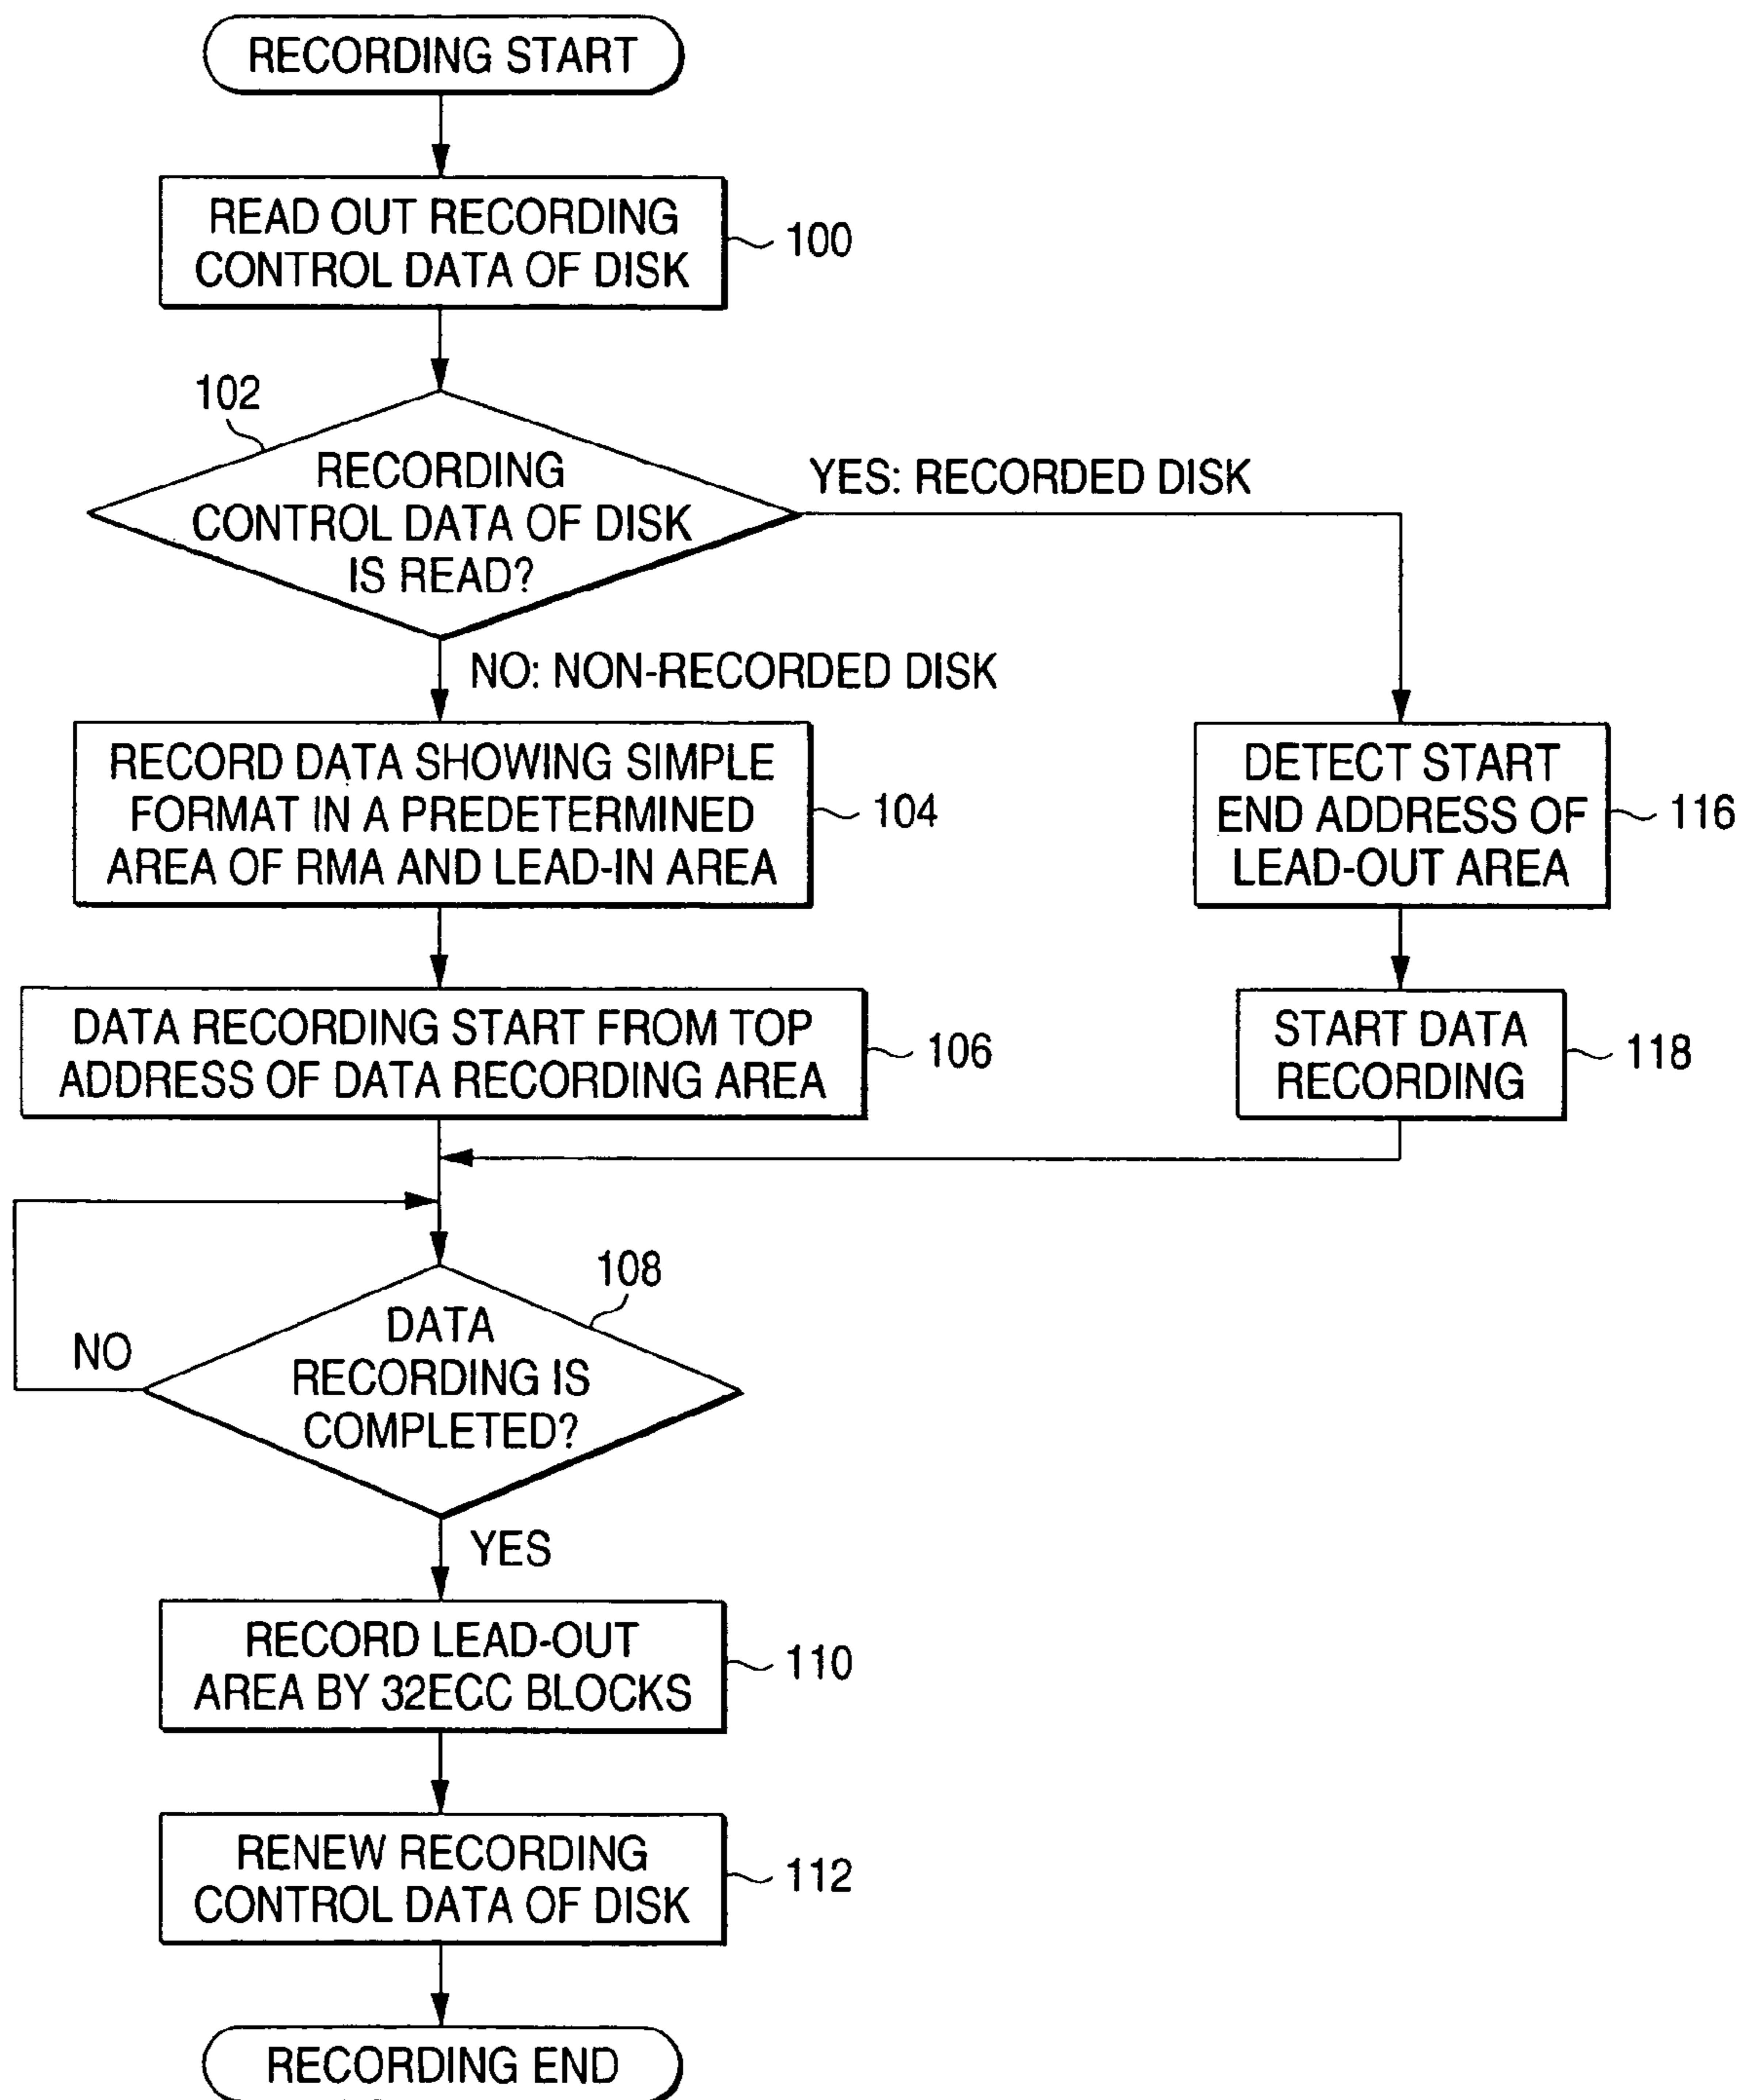 RECORDING START
READ OUT RECORDING
CONTROL DATA OF DISK
100
102
RECORDING
CONTROL DATA OF DISK
IS READ?
YES: RECORDED DISK
NO: NON-RECORDED DISK
RECORD DATA SHOWING SIMPLE
FORMAT IN A PREDETERMINED
AREA OF RMA AND LEAD-IN AREA
104
DETECT START
END ADDRESS OF
LEAD-OUT AREA
116
DATA RECORDING START FROM TOP
ADDRESS OF DATA RECORDING AREA
106
START DATA
RECORDING
118
108
DATA
RECORDING IS
COMPLETED?
NO
YES
RECORD LEAD-OUT
AREA BY 32ECC BLOCKS
110
RENEW RECORDING
CONTROL DATA OF DISK
112
RECORDING END